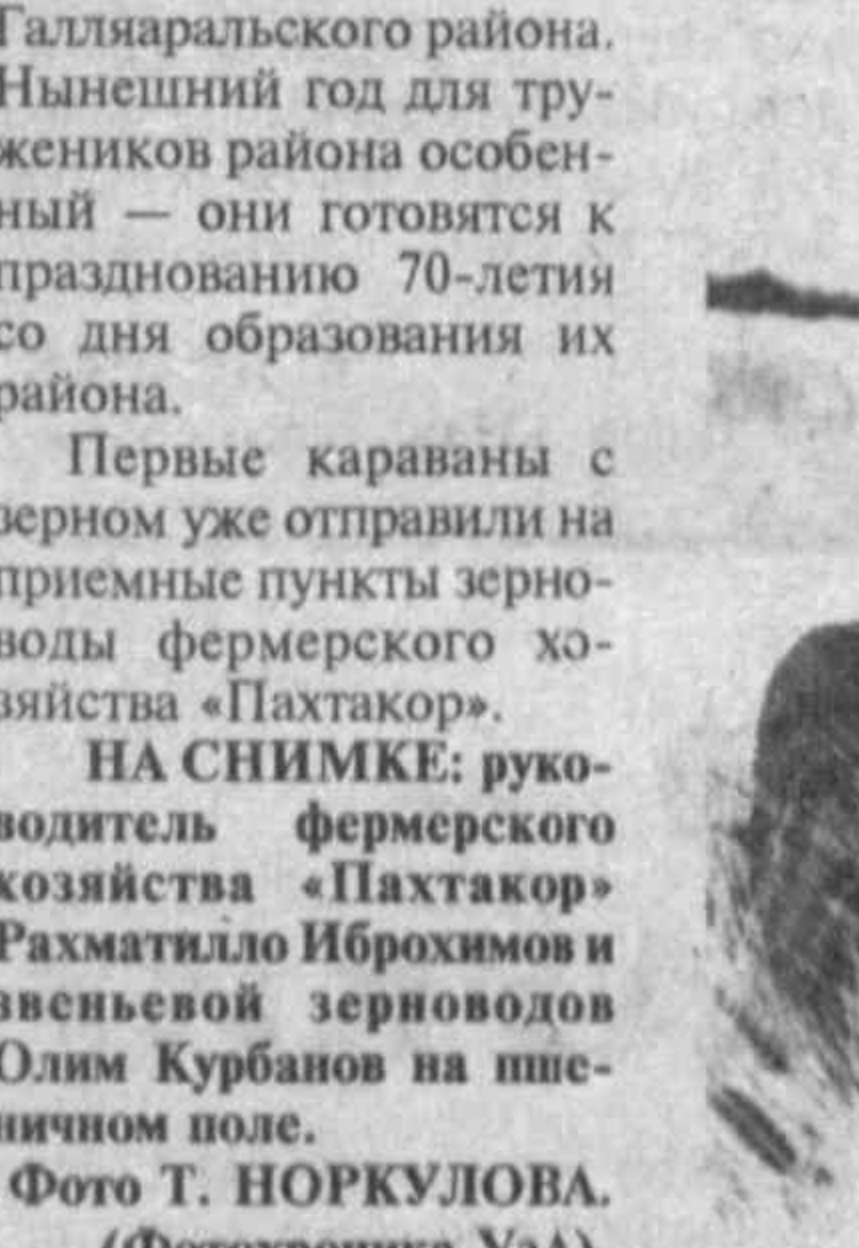 Галляаральского района.
Нынешний год для тру-
жеников района особен-
ный — они готовятся к
празднованию 70-летия
со дня образования их
района.
Первые караваны с
зерном уже отправили на
приемные пункты зерно-
воды фермерского хо-
зяйства «Пахтакор».
НА СНИМКЕ: руко-
водитель фермерского
хозяйства «Пахтакор»
Рахматилло Иброхимов и
звеньевой зерноводов
Олим Курбанов на пше-
ничном поле.
Фото Т. НОРКУЛОВА.
(Фотохроника УзА).